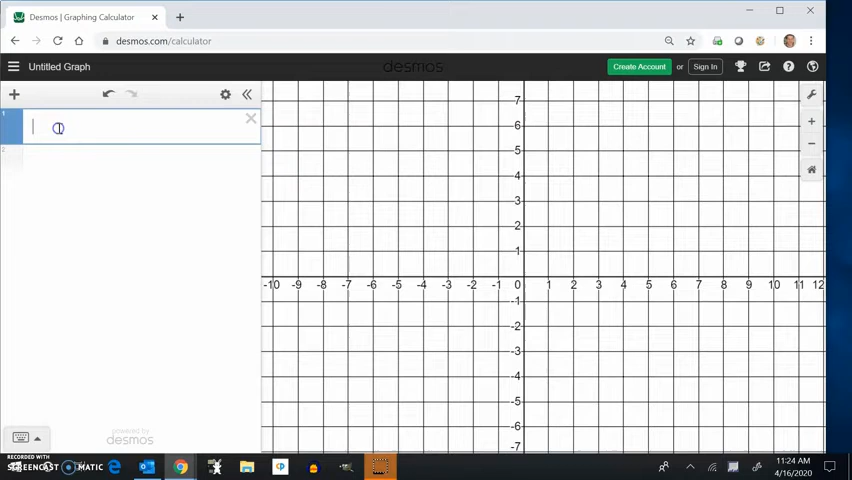 Desmos | Graphing Calculator
desmos.com/calculator
Untitled Graph
desmos
Create Account
or
Sign In
1
2
7
6
5
4
3
2
1
-10 -9 -8 -7 -6 -5 -4 -3 -2 -1 0 1 2 3 4 5 6 7 8 9 10 11 12
-1
-2
-3
-4
-5
-6
-7
powered by
desmos
RECORDED WITH
SCREENCAST MATIC
11:24 AM
4/16/2020